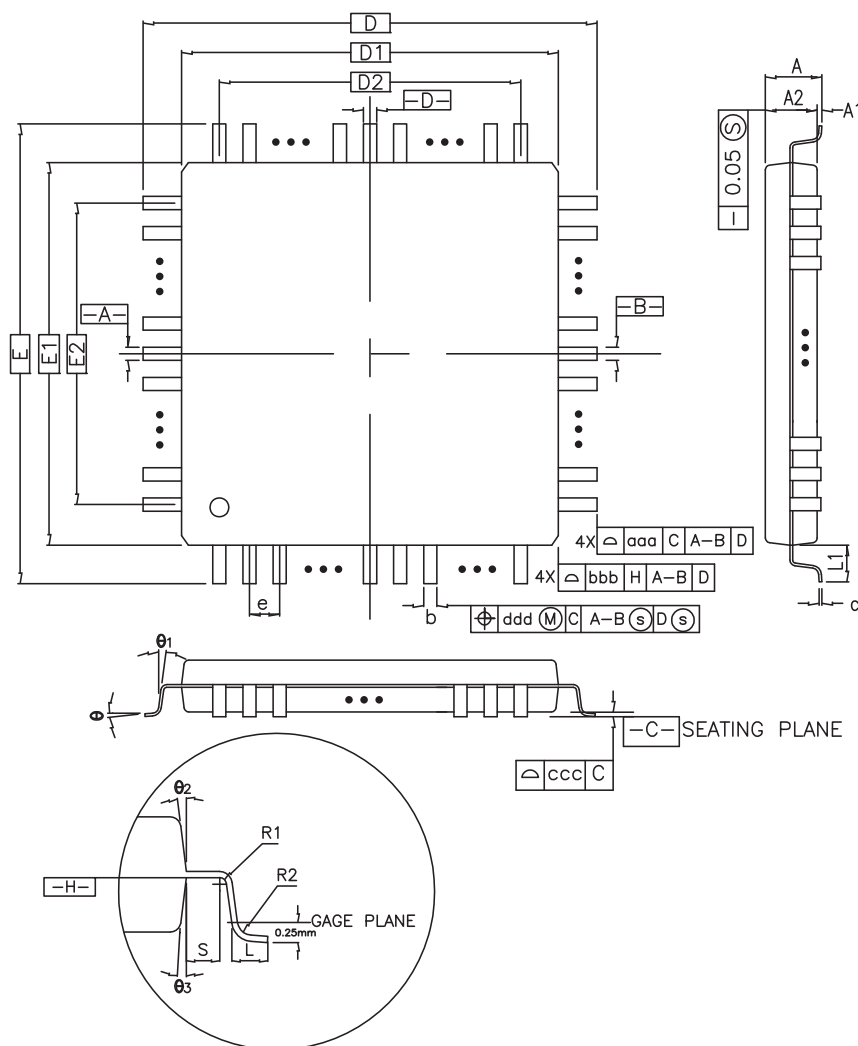 D
D1
D2
-D-
A
A2
A1
— 0.05 Ⓢ
-A-
-B-
E
E1
E2
4X ⌓ aaa C A-B D
4X ⌓ bbb H A-B D
L1
e
b
⌖ ddd Ⓜ C A-B ⓢ D ⓢ
c
θ1
θ
-C- SEATING PLANE
⌓ ccc C
θ2
R1
R2
-H-
GAGE PLANE
0.25mm
S
L
θ3